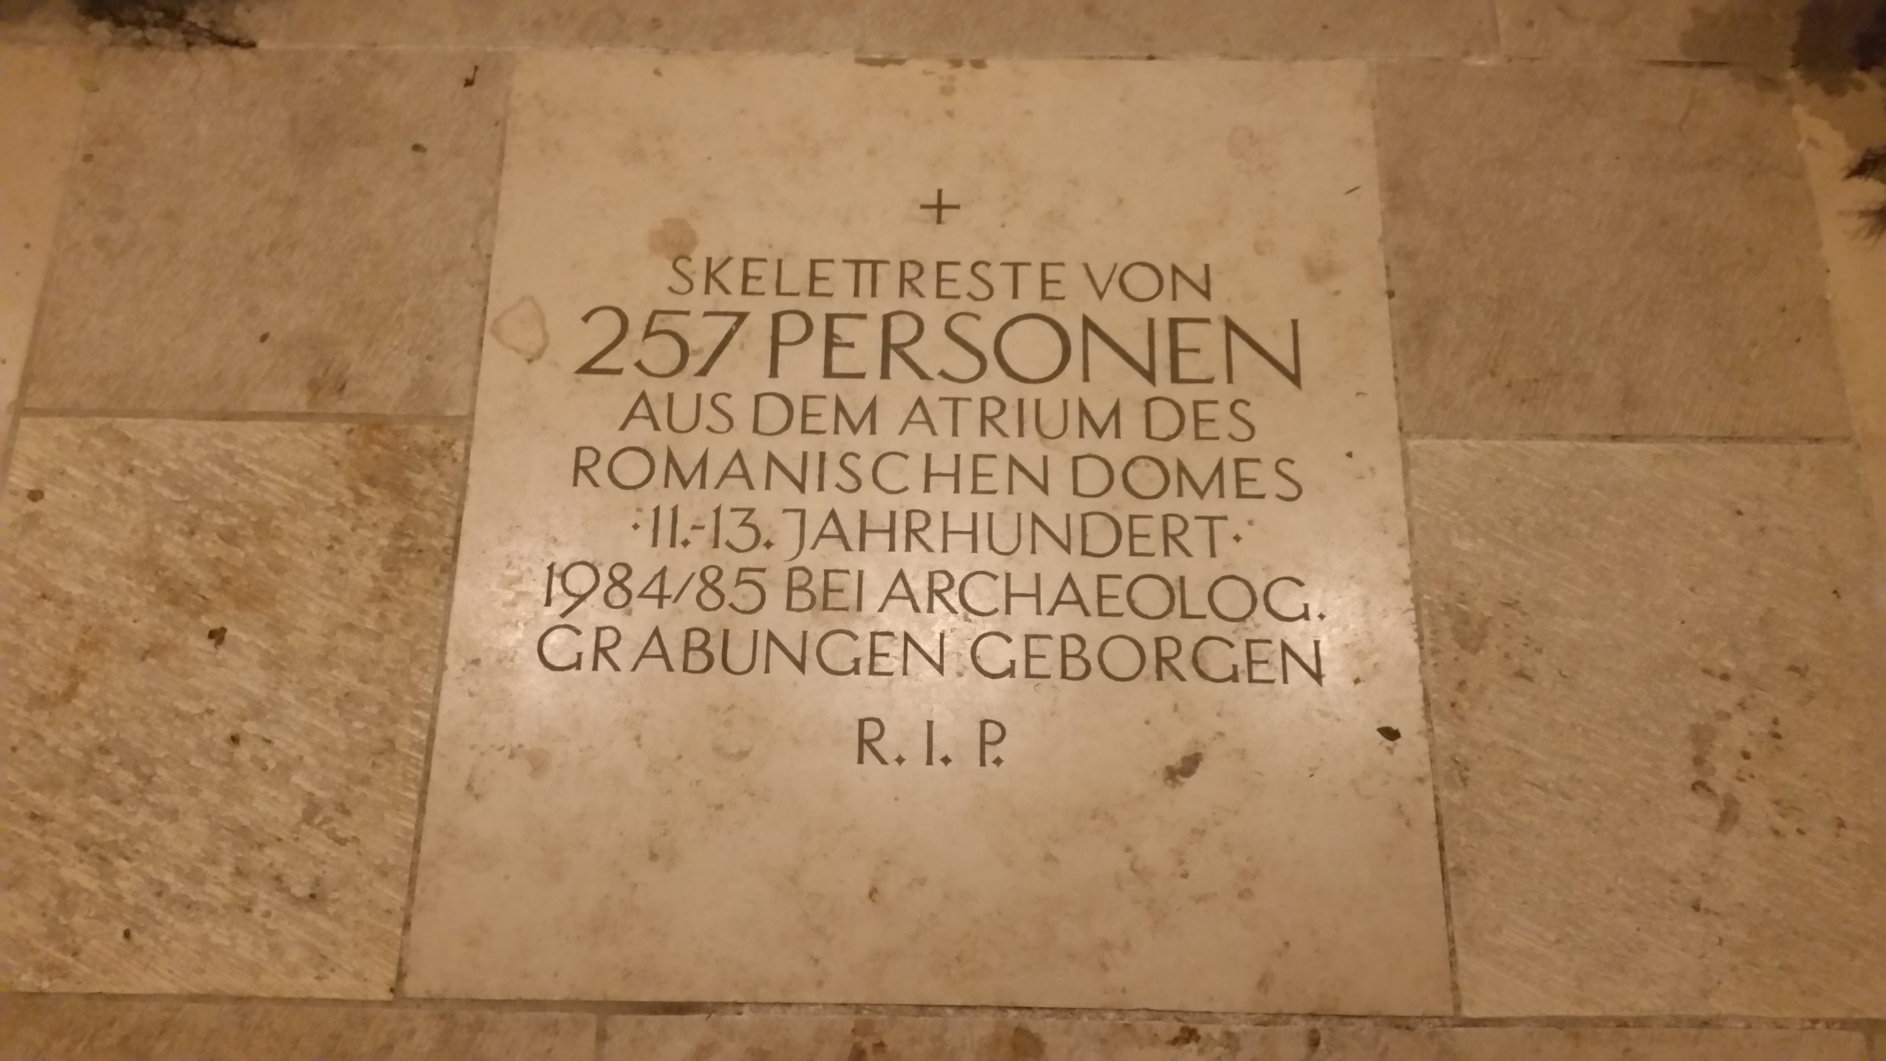 +
SKELETTRESTE VON
257 PERSONEN
AUS DEM ATRIUM DES
ROMANISCHEN DOMES
·11.-13. JAHRHUNDERT·
1984/85 BEI ARCHAEOLOG.
GRABUNGEN GEBORGEN
R. I. P.